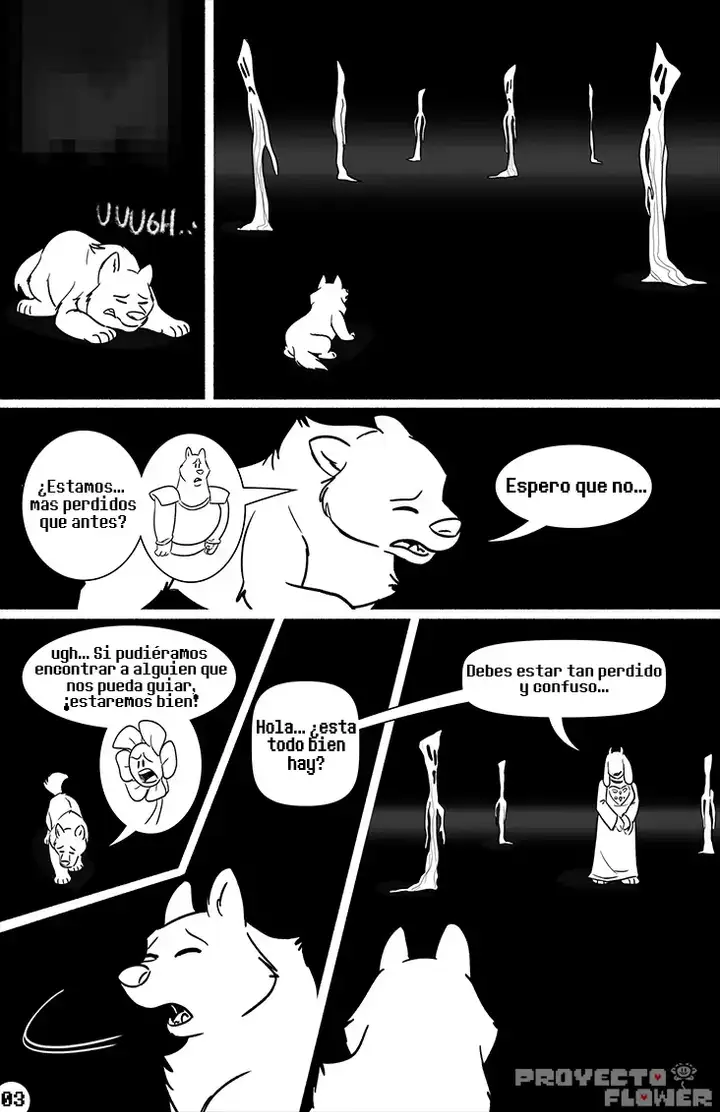 UUUGH...
¿Estamos...
mas perdidos
que antes?
Espero que no...
ugh... Si pudiéramos
encontrar a alguien que
nos pueda guiar,
¡estaremos bien!
Hola... ¿esta
todo bien
hay?
Debes estar tan perdido
y confuso...
03
PROYECTO
FLOWER